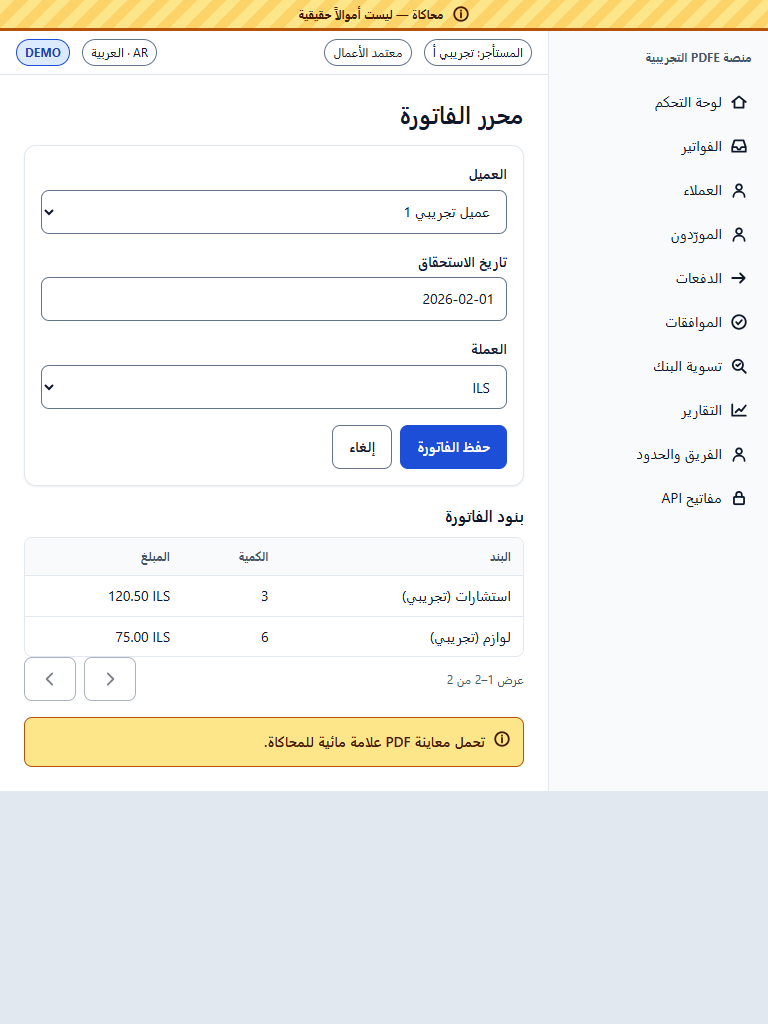 محاكاة — ليست أموالاً حقيقية
منصة PDFE التجريبية
لوحة التحكم
الفواتير
العملاء
المورّدون
الدفعات
الموافقات
تسوية البنك
التقارير
الفريق والحدود
مفاتيح API
المستأجر: تجريبي أ
معتمد الأعمال
AR · العربية
DEMO
محرر الفاتورة
العميل
عميل تجريبي 1
تاريخ الاستحقاق
2026-02-01
العملة
ILS
حفظ الفاتورة
إلغاء
بنود الفاتورة
البند الكمية المبلغ
استشارات (تجريبي) 3 120.50 ILS
لوازم (تجريبي) 6 75.00 ILS
عرض 1–2 من 2
تحمل معاينة PDF علامة مائية للمحاكاة.